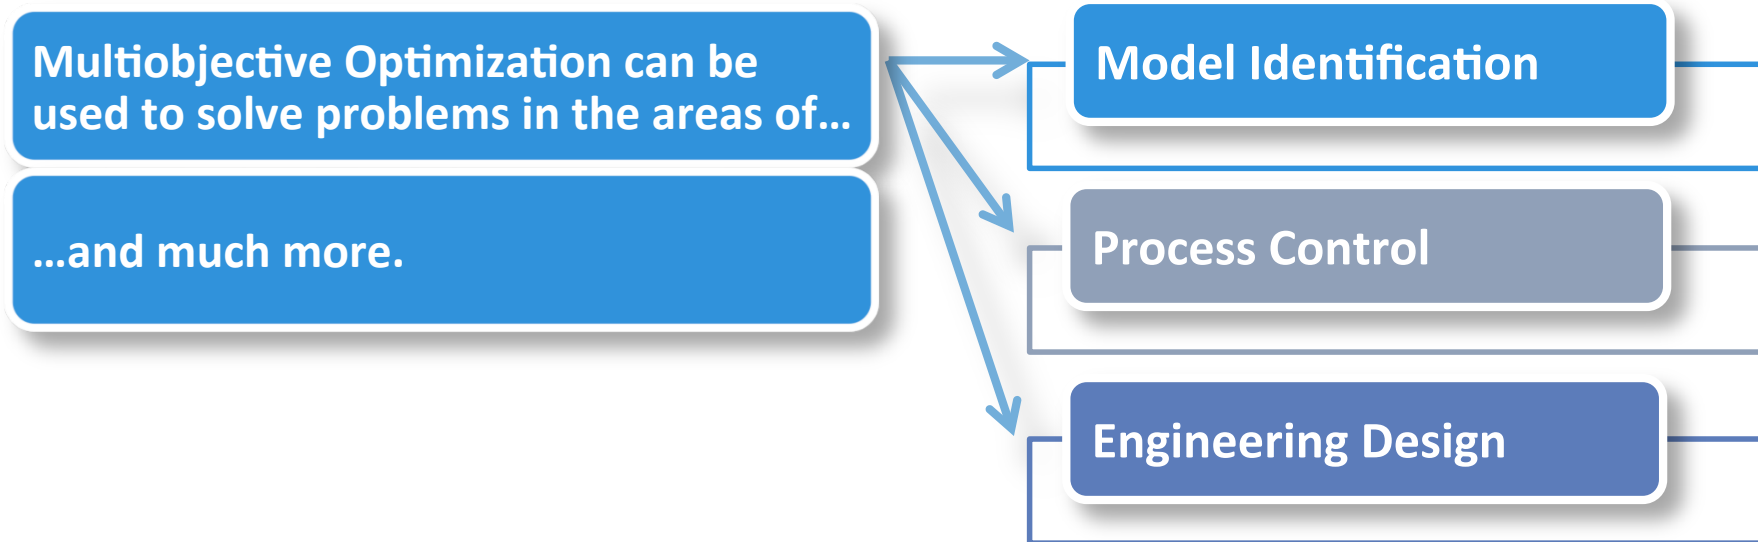 Multiobjective Optimization can be
used to solve problems in the areas of…
…and much more.
Model Identification
Process Control
Engineering Design